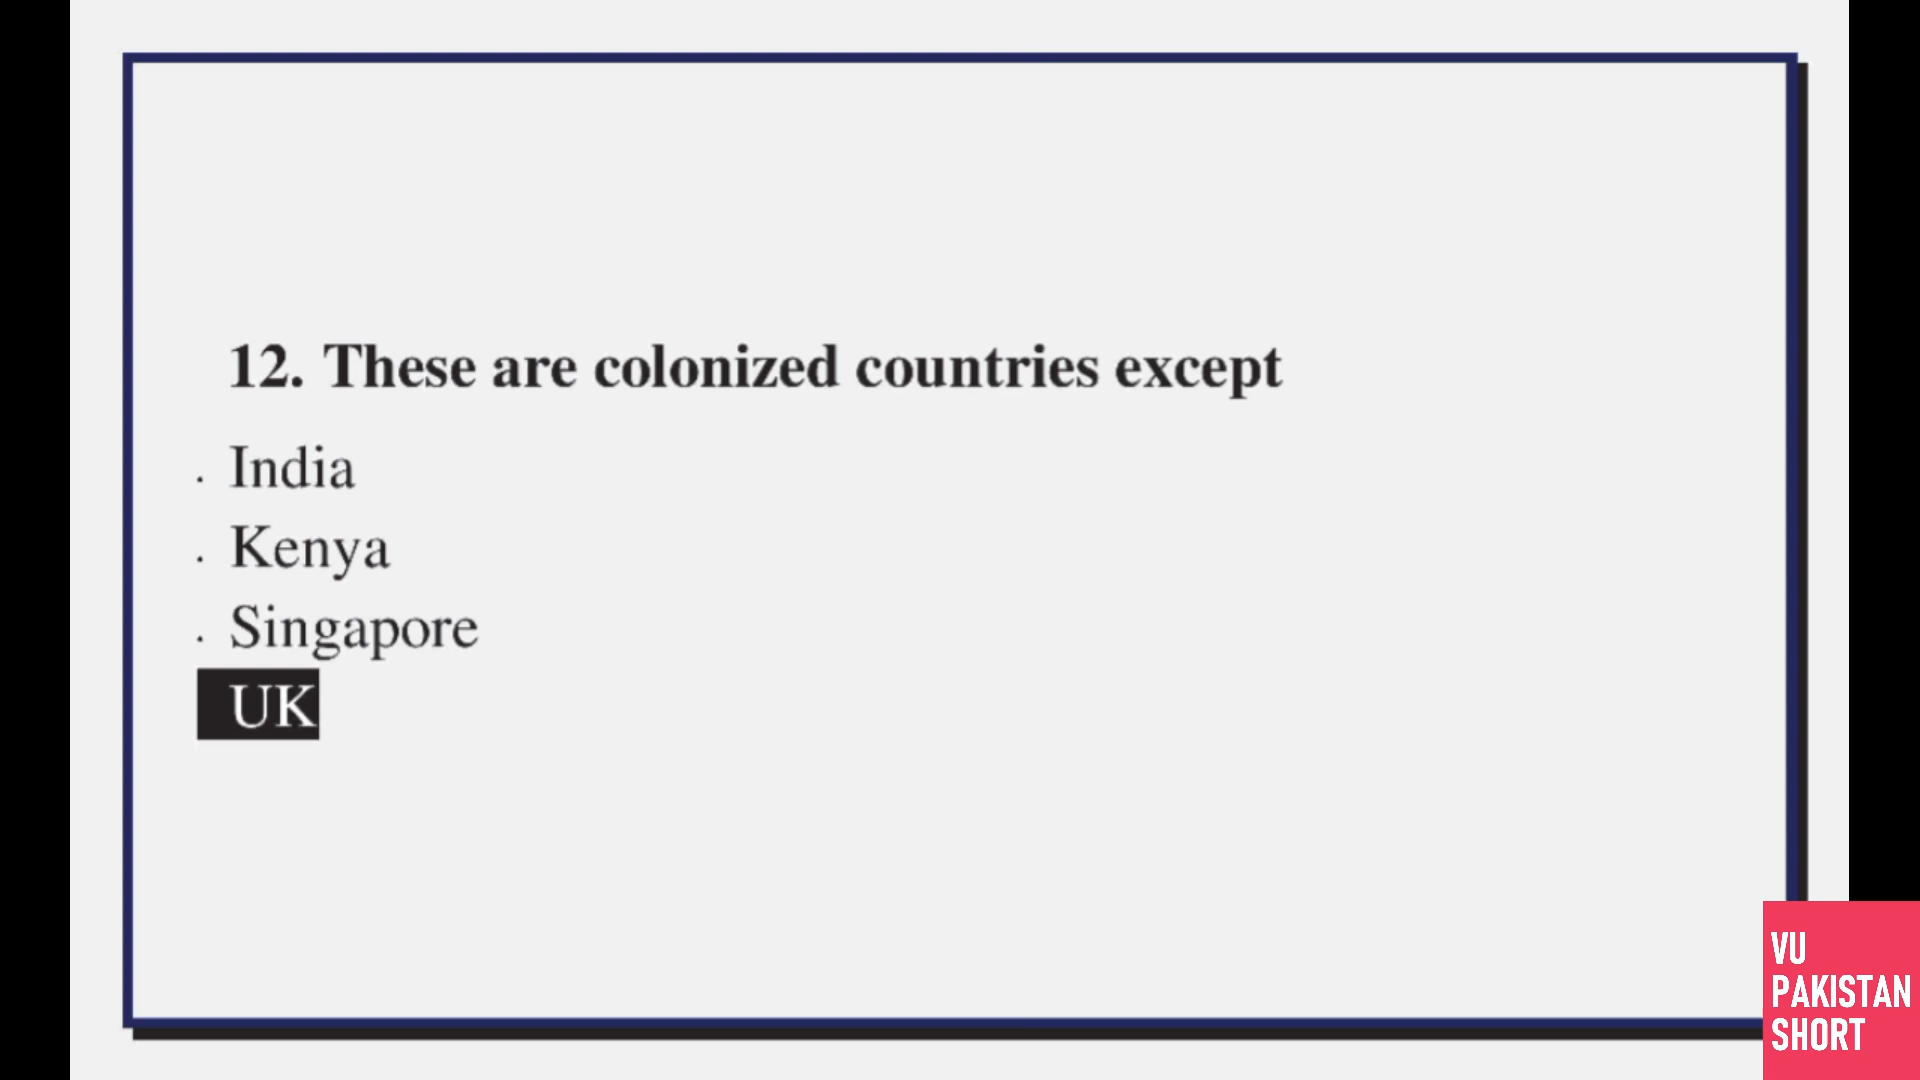 12. These are colonized countries except
. India
. Kenya
. Singapore
UK
VU
PAKISTAN
SHORT